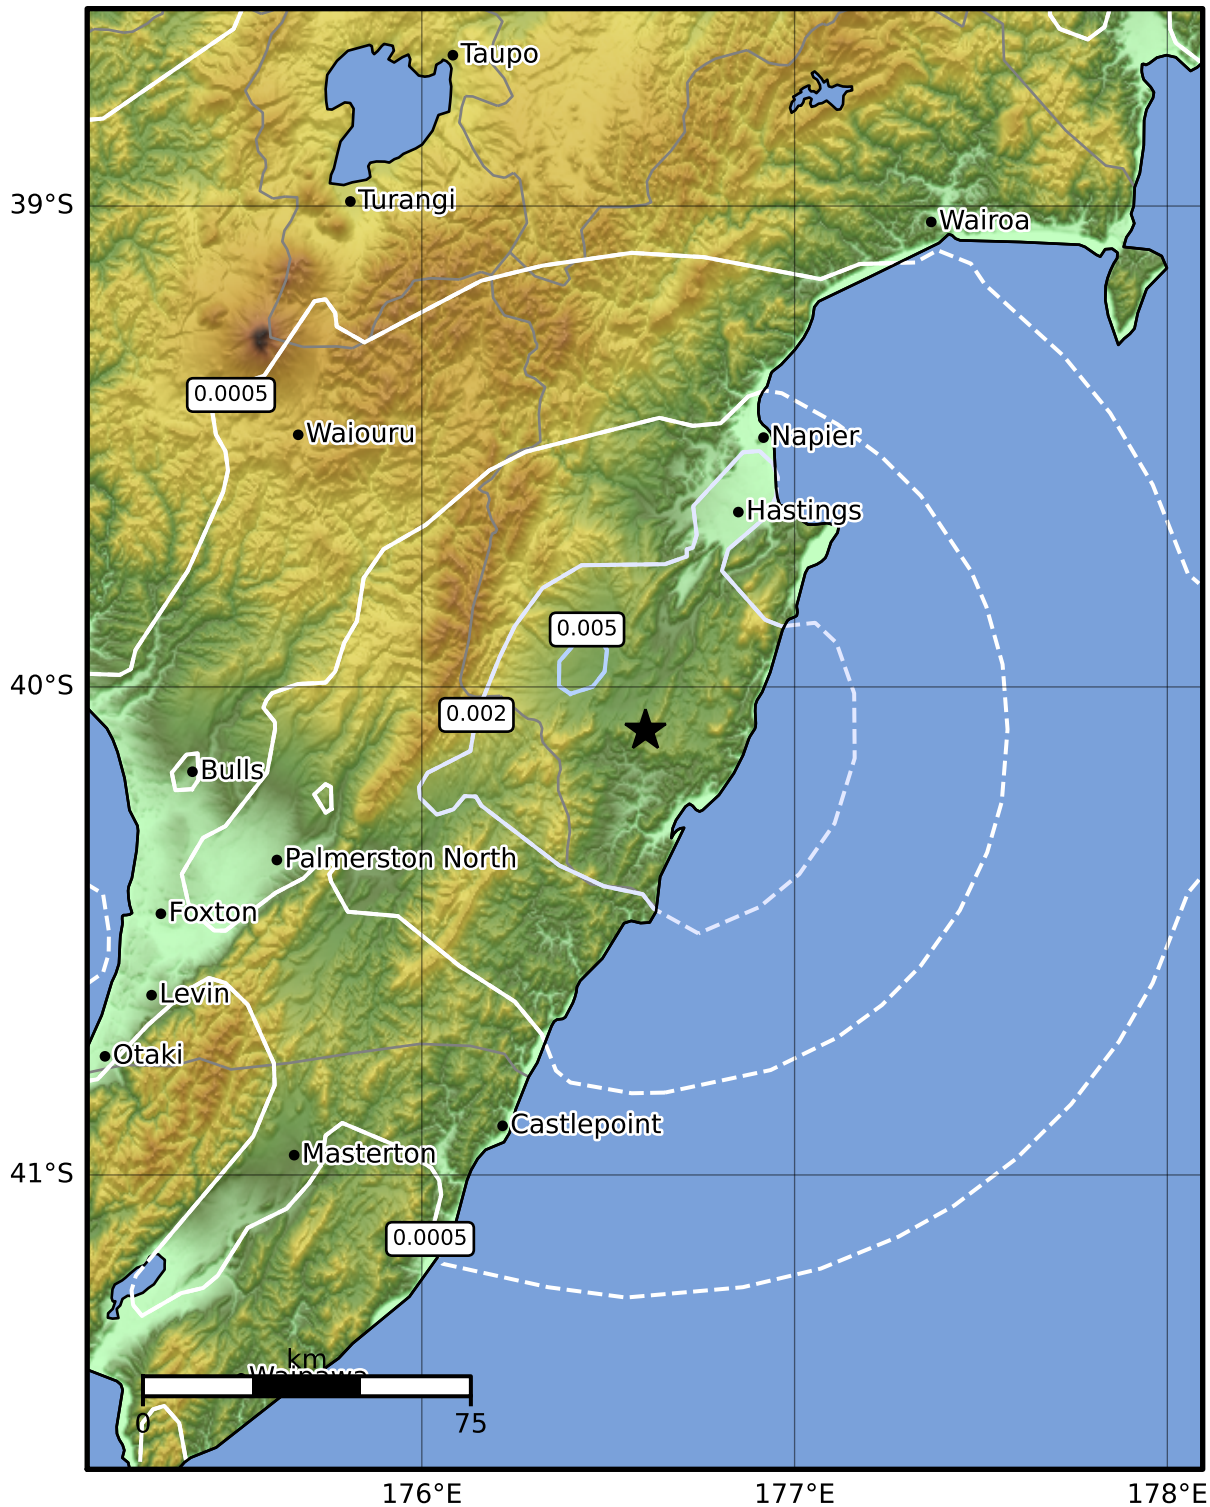 Taupo
39°S
Turangi
Wairoa
0.0005
Waiouru
Napier
Hastings
0.005
40°S
0.002
Bulls
Palmerston North
Foxton
Levin
Otaki
Castlepoint
Masterton
41°S
0.0005
km
0
75
176°E
177°E
178°E